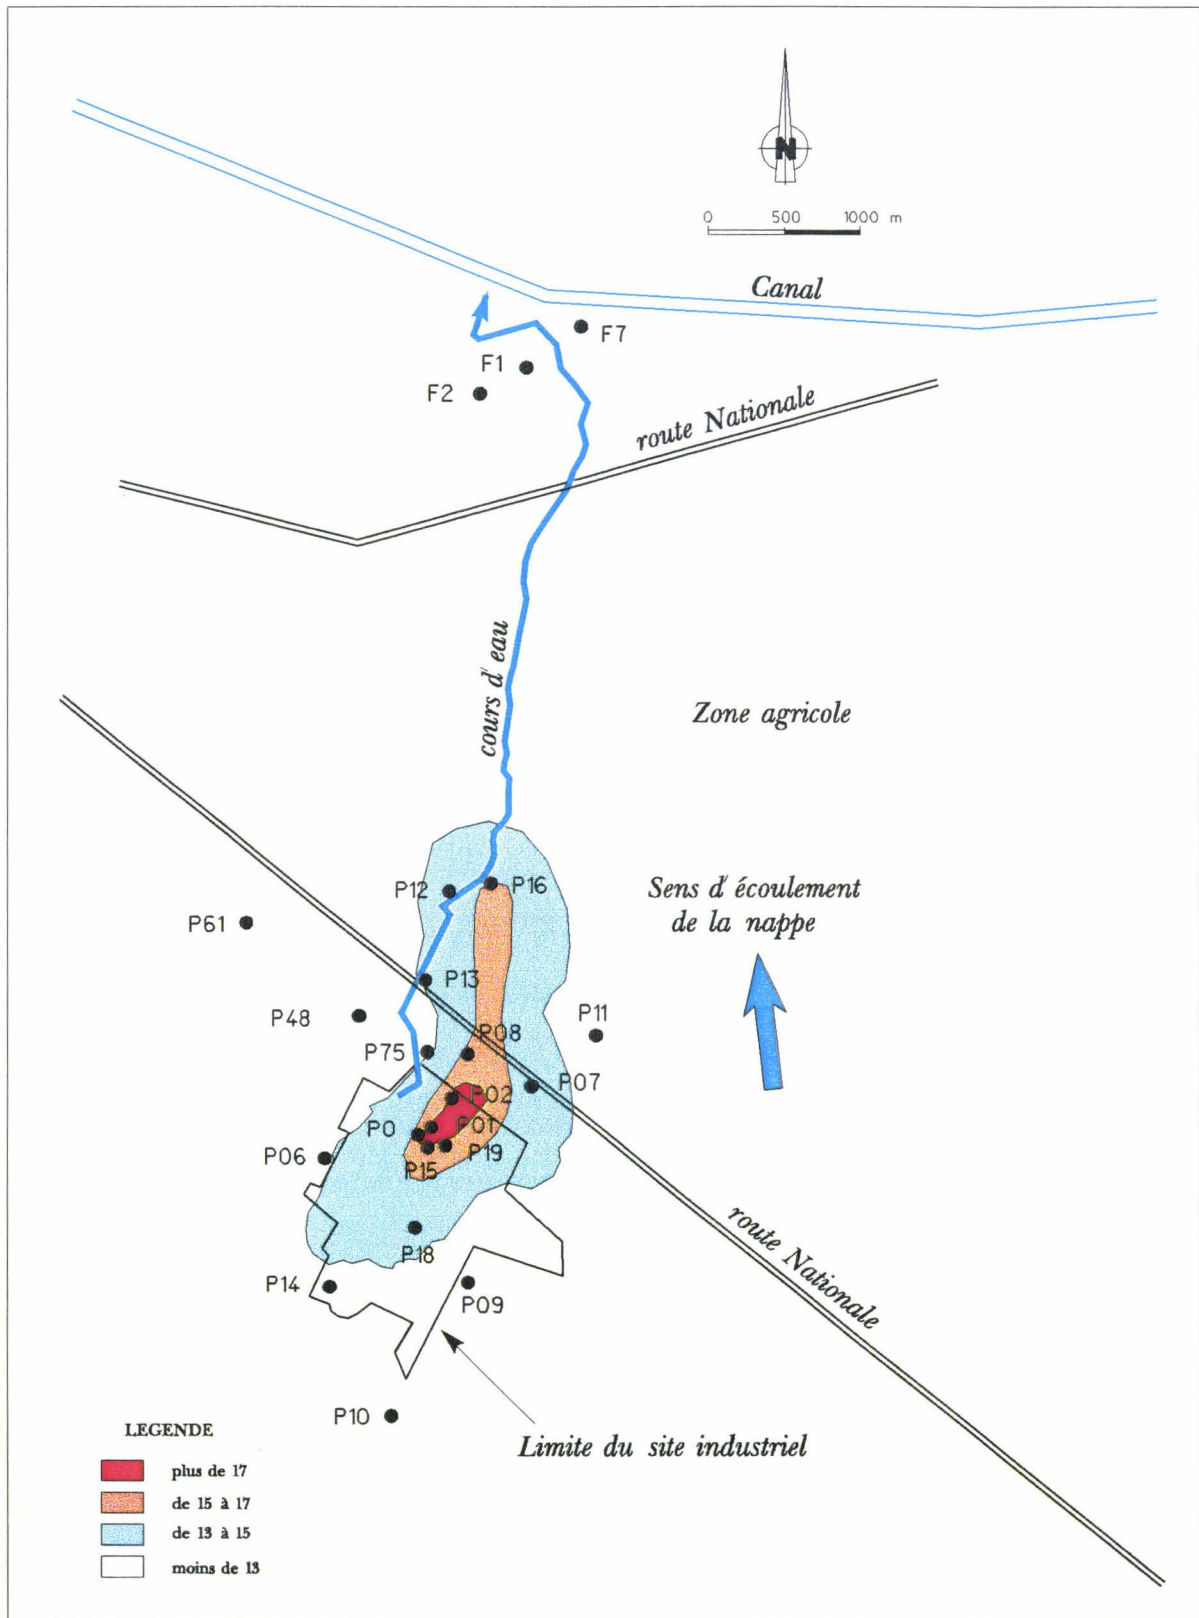 N
0 500 1000 m
Canal
F7
F1
F2
route Nationale
cours d'eau
Zone agricole
P12
P16
Sens d'écoulement
de la nappe
P61
P13
P48
P11
P08
P75
P07
P02
P0
P01
P06
P19
P15
P18
route Nationale
P14
P09
P10
LEGENDE
Limite du site industriel
plus de 17
de 15 à 17
de 13 à 15
moins de 13